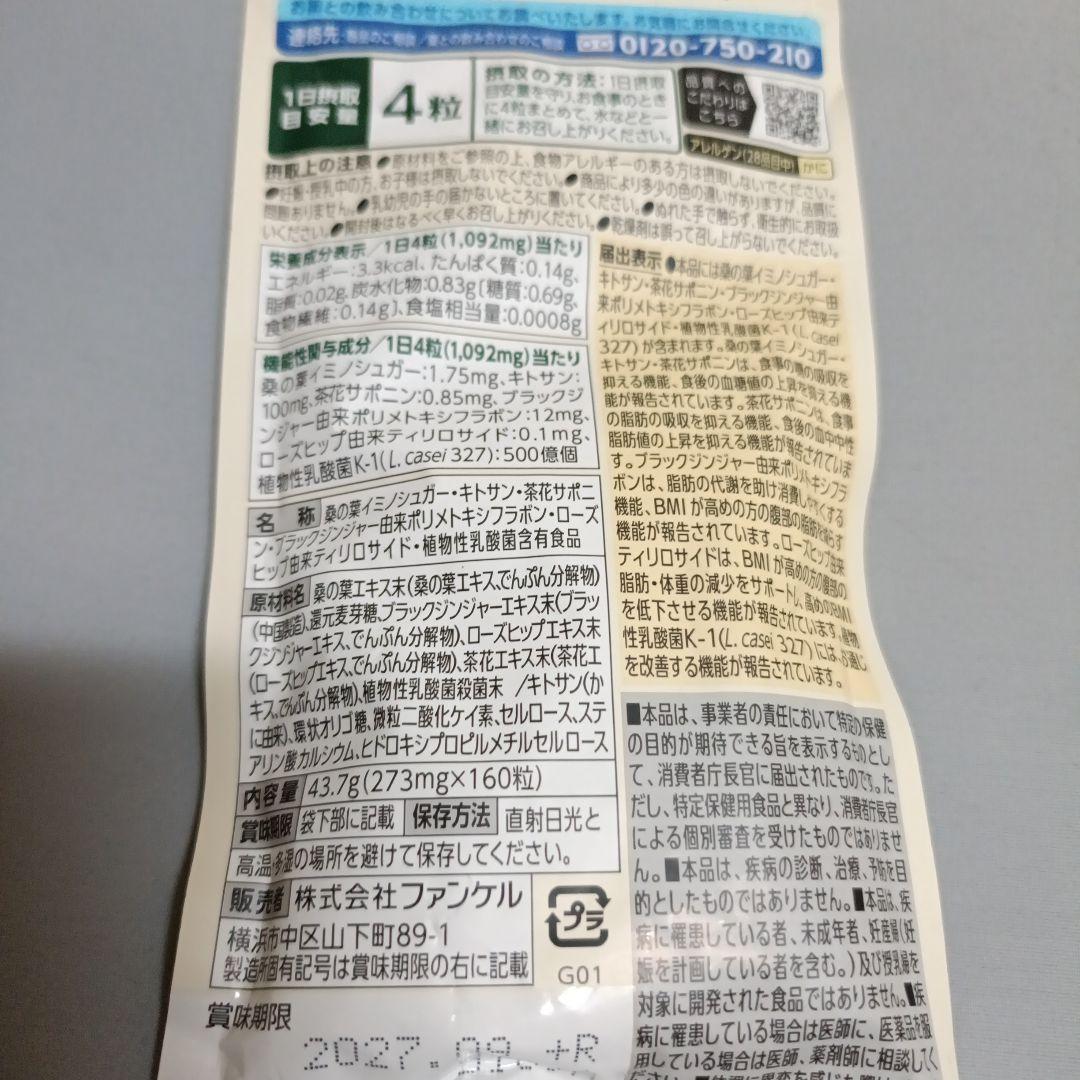 お薬との飲み合わせについてお調べいたします。お気軽にお問合せください。
連絡先 製品のご相談／薬との飲み合わせのご相談 0120-750-210
1日摂取
目安量
4粒
摂取の方法：1日摂取
目安量を守り、お食事のとき
に4粒まとめて、水などと一
緒にお召し上がりください。
品質への
こだわりは
こちら
アレルゲン(28品目中) かに
摂取上の注意 ●原材料をご参照の上、食物アレルギーのある方は摂取しないでください。
●妊娠・授乳中の方、お子様は摂取しないでください。●商品により多少の色の違いがありますが、品質に
問題ありません。●乳幼児の手の届かないところに置いてください。●ぬれた手で触らず、衛生的にお取扱
いください。●開封後はなるべく早くお召し上がりください。●乾燥剤は誤って召し上がらないでください。
栄養成分表示／1日4粒(1,092mg)当たり
エネルギー：3.3kcal、たんぱく質：0.14g、
脂質：0.02g、炭水化物：0.83g［糖質：0.69g、
食物繊維：0.14g］、食塩相当量：0.0008g
機能性関与成分／1日4粒(1,092mg)当たり
桑の葉イミノシュガー：1.75mg、キトサン：
100mg、茶花サポニン：0.85mg、ブラックジ
ンジャー由来ポリメトキシフラボン：12mg、
ローズヒップ由来ティリロサイド：0.1mg、
植物性乳酸菌K-1(L. casei 327)：500億個
名 称 桑の葉イミノシュガー・キトサン・茶花サポニ
ン・ブラックジンジャー由来ポリメトキシフラボン・ローズ
ヒップ由来ティリロサイド・植物性乳酸菌含有食品
原材料名 桑の葉エキス末（桑の葉エキス、でんぷん分解物）
（中国製造）、還元麦芽糖、ブラックジンジャーエキス末（ブラッ
クジンジャーエキス、でんぷん分解物）、ローズヒップエキス末
（ローズヒップエキス、でんぷん分解物）、茶花エキス末（茶花エ
キス、でんぷん分解物）、植物性乳酸菌殺菌末 ／キトサン（か
に由来）、環状オリゴ糖、微粒二酸化ケイ素、セルロース、ステ
アリン酸カルシウム、ヒドロキシプロピルメチルセルロース
内容量 43.7g(273mg×160粒)
賞味期限 袋下部に記載 保存方法 直射日光と
高温・多湿の場所を避けて保存してください。
販売者 株式会社ファンケル
横浜市中区山下町89-1
製造所固有記号は賞味期限の右に記載
プラ
G01
賞味期限
2027.09.+R
届出表示 ●本品には桑の葉イミノシュガー・
キトサン・茶花サポニン・ブラックジンジャー由
来ポリメトキシフラボン・ローズヒップ由来テ
ィリロサイド・植物性乳酸菌K-1(L. casei
327)が含まれます。桑の葉イミノシュガー・
キトサン・茶花サポニンは、食事の糖の吸収を
抑える機能、食後の血糖値の上昇を抑える機
能が報告されています。茶花サポニンは、食事
の脂肪の吸収を抑える機能、食後の血中中性
脂肪値の上昇を抑える機能が報告されていま
す。ブラックジンジャー由来ポリメトキシフラ
ボンは、脂肪の代謝を助け消費しやすくする
機能、BMIが高めの方の腹部の脂肪を減らす
機能が報告されています。ローズヒップ由来
ティリロサイドは、BMIが高めの方の腹部の
脂肪・体重の減少をサポートし、高めのBMI
を低下させる機能が報告されています。植物
性乳酸菌K-1(L. casei 327)には、お通じ
を改善する機能が報告されています。
■本品は、事業者の責任において特定の保健
の目的が期待できる旨を表示するものとし
て、消費者庁長官に届出されたものです。た
だし、特定保健用食品と異なり、消費者庁長官
による個別審査を受けたものではありませ
ん。■本品は、疾病の診断、治療、予防を目
的としたものではありません。■本品は、疾
病に罹患している者、未成年者、妊産婦（妊
娠を計画している者を含む。）及び授乳婦を
対象に開発された食品ではありません。■疾
病に罹患している場合は医師に、医薬品を服
用している場合は医師、薬剤師に相談してく